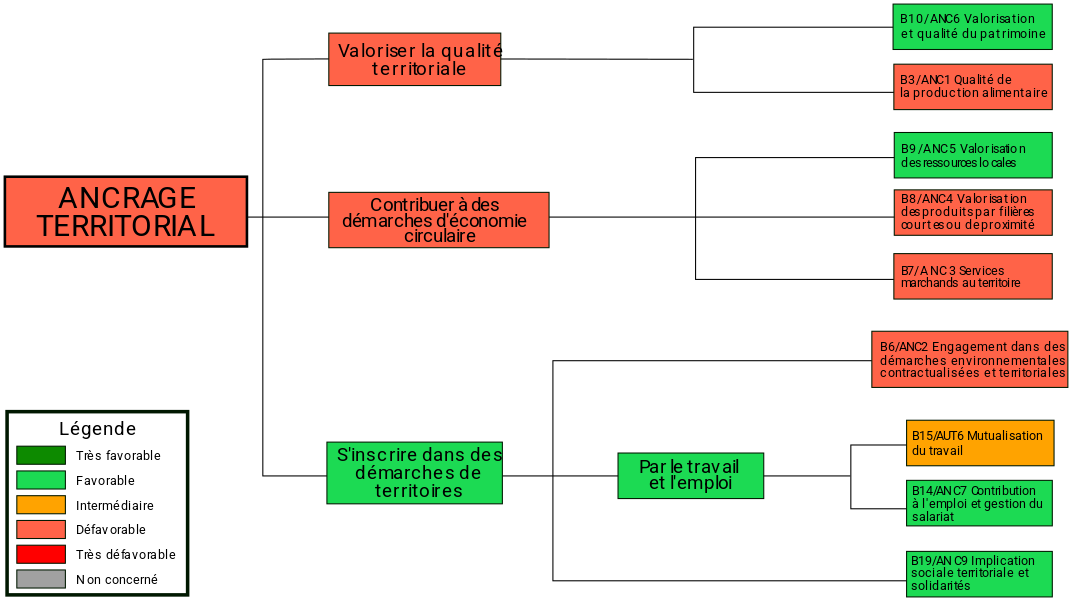 ANCRAGE
TERRITORIAL
Valoriser la qualité
territoriale
B10/ANC6 Valorisation
et qualité du patrimoine
B3/ANC1 Qualité de
la production alimentaire
Contribuer à des
démarches d'économie
circulaire
B9/ANC5 Valorisation
des ressources locales
B8/ANC4 Valorisation
des produits par filières
courtes ou de proximité
B7/ANC3 Services
marchands au territoire
S'inscrire dans des
démarches de
territoires
B6/ANC2 Engagement dans des
démarches environnementales
contractualisées et territoriales
Par le travail
et l'emploi
B15/AUT6 Mutualisation
du travail
B14/ANC7 Contribution
à l'emploi et gestion du
salariat
B19/ANC9 Implication
sociale territoriale et
solidarités
Légende
Très favorable
Favorable
Intermédiaire
Défavorable
Très défavorable
Non concerné